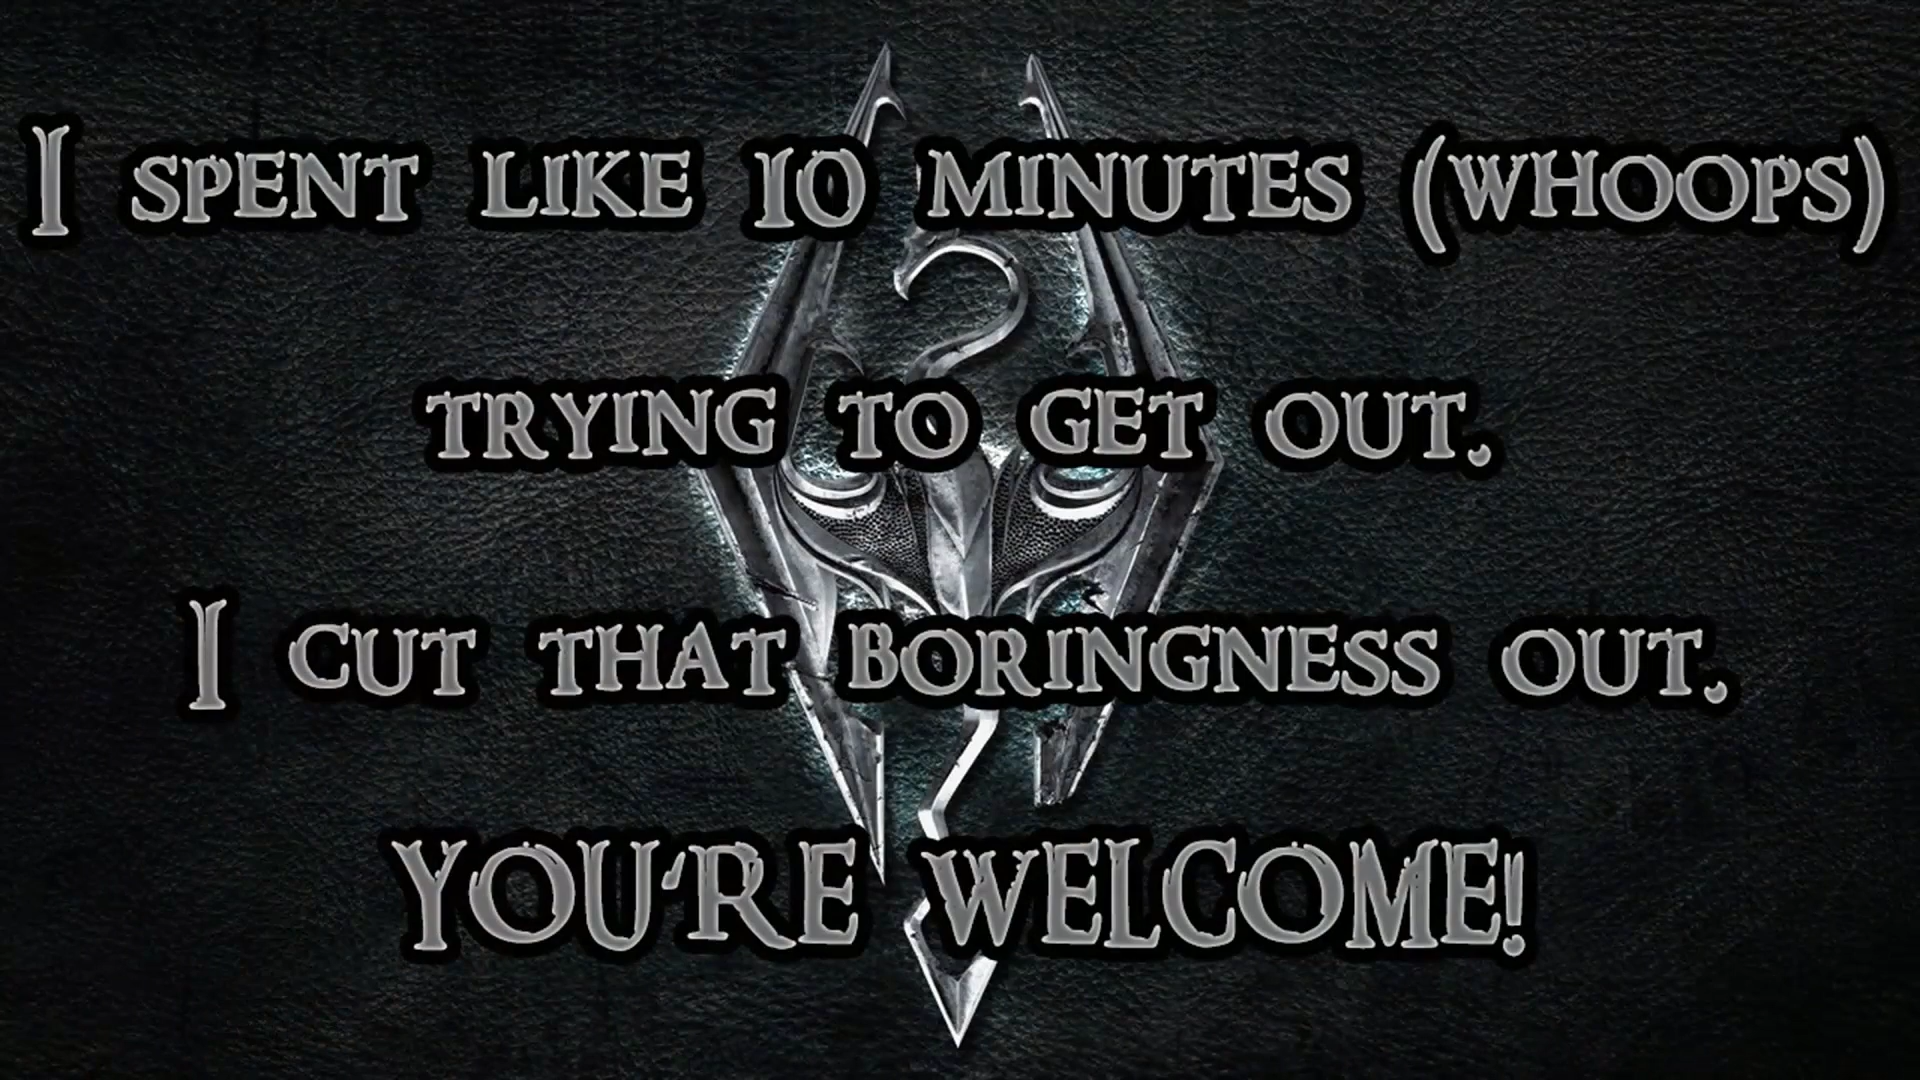 I spent like 10 minutes (whoops)
trying to get out.
I cut that boringness out.
YOU'RE WELCOME!